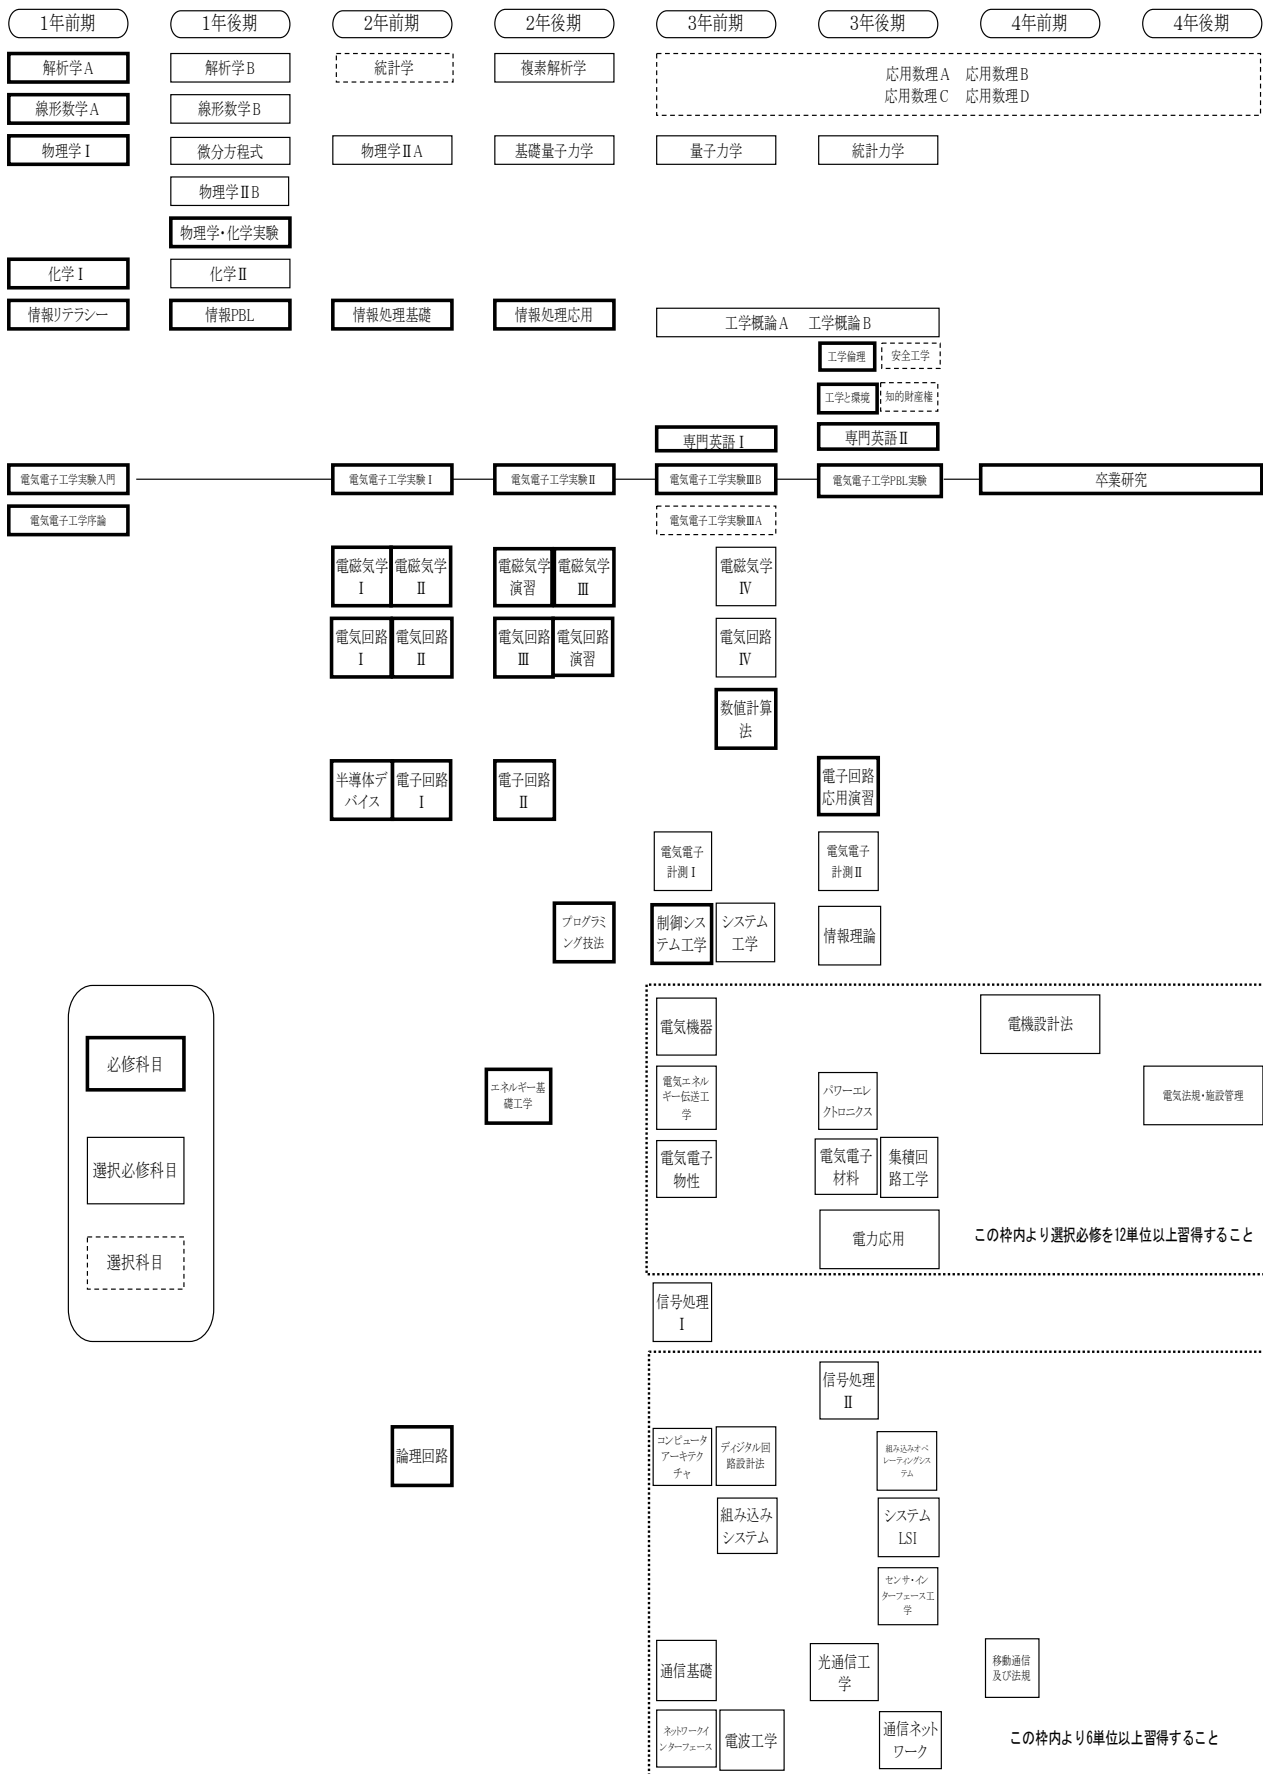 1年前期
1年後期
2年前期
2年後期
3年前期
3年後期
4年前期
4年後期
解析学A
解析学B
統計学
複素解析学
応用数理A 応用数理B
応用数理C 応用数理D
線形数学A
線形数学B
物理学Ⅰ
微分方程式
物理学ⅡA
基礎量子力学
量子力学
統計力学
物理学ⅡB
物理学・化学実験
化学Ⅰ
化学Ⅱ
情報リテラシー
情報PBL
情報処理基礎
情報処理応用
工学概論A 工学概論B
工学倫理
安全工学
工学と環境
知的財産権
専門英語Ⅰ
専門英語Ⅱ
電気電子工学実験入門
電気電子工学実験Ⅰ
電気電子工学実験Ⅱ
電気電子工学実験ⅢB
電気電子工学PBL実験
卒業研究
電気電子工学序論
電気電子工学実験ⅢA
電磁気学
Ⅰ
電磁気学
Ⅱ
電磁気学
演習
電磁気学
Ⅲ
電磁気学
Ⅳ
電気回路
Ⅰ
電気回路
Ⅱ
電気回路
Ⅲ
電気回路
演習
電気回路
Ⅳ
数値計算
法
半導体デ
バイス
電子回路
Ⅰ
電子回路
Ⅱ
電子回路
応用演習
電気電子
計測Ⅰ
電気電子
計測Ⅱ
プログラミ
ング技法
制御シス
テム工学
システム
工学
情報理論
必修科目
選択必修科目
選択科目
エネルギー基
礎工学
電気機器
電機設計法
電気エネル
ギー伝送工
学
パワーエレ
クトロニクス
電気法規・施設管理
電気電子
物性
電気電子
材料
集積回
路工学
電力応用
この枠内より選択必修を12単位以上習得すること
信号処理
Ⅰ
信号処理
Ⅱ
論理回路
コンピュータ
アーキテク
チャ
ディジタル回
路設計法
組み込みオペ
レーティングシス
テム
組み込み
システム
システム
LSI
センサ・イン
ターフェース工
学
通信基礎
光通信工
学
移動通信
及び法規
ネットワークイ
ンターフェース
電波工学
通信ネット
ワーク
この枠内より6単位以上習得すること